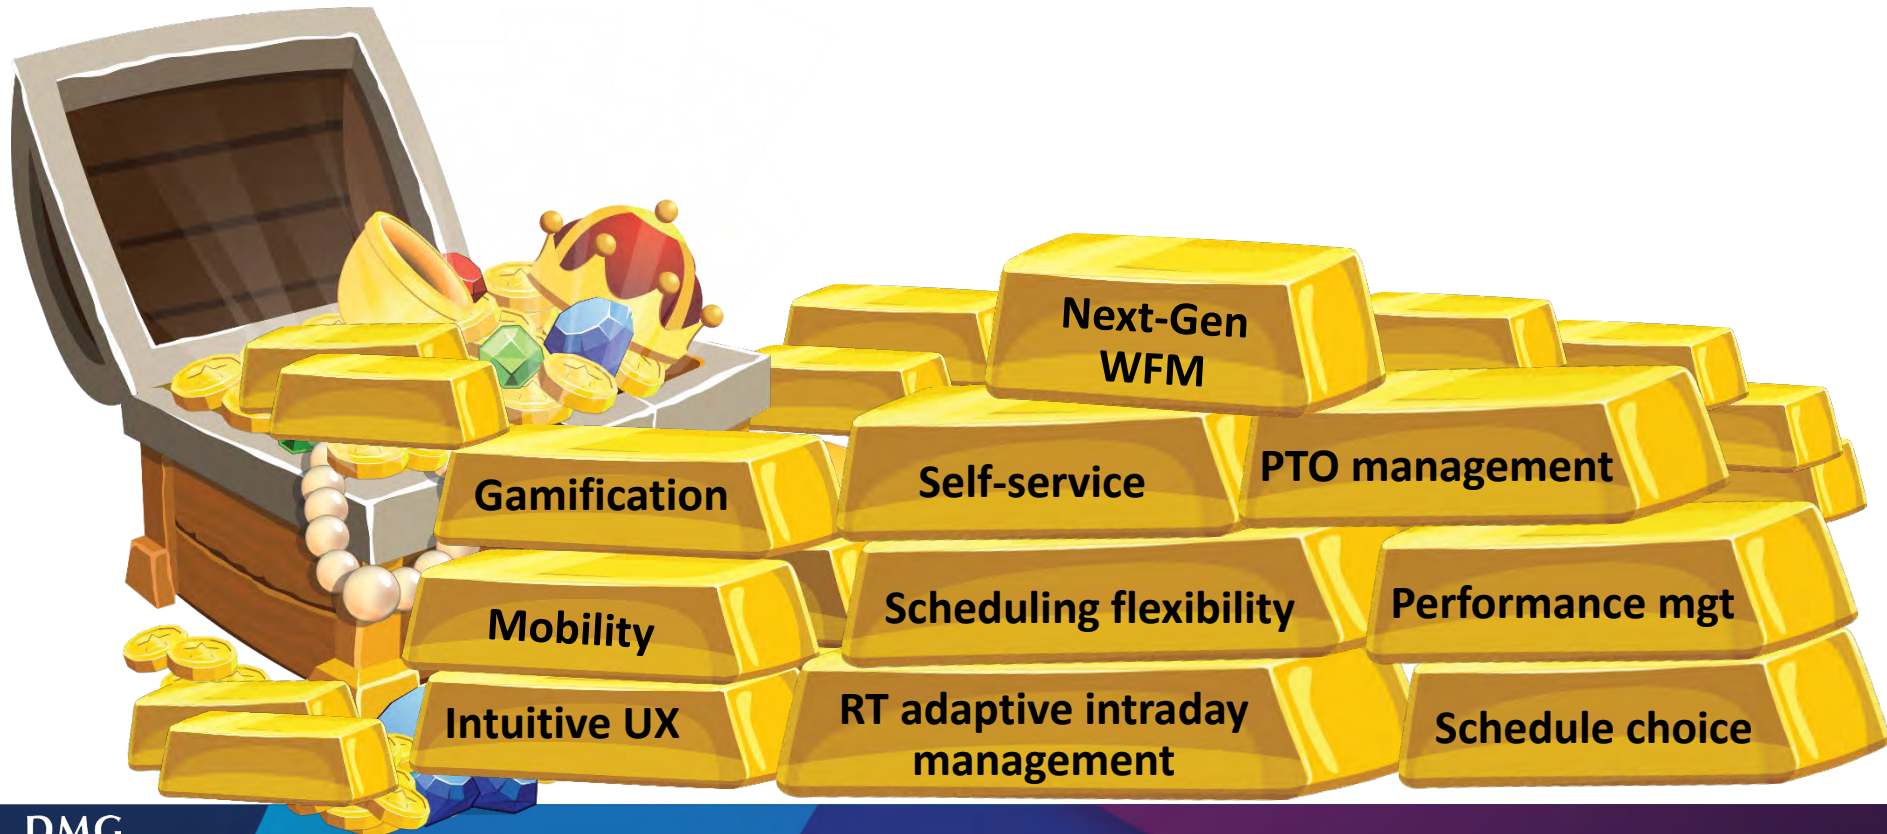 Next-Gen
WFM
Gamification
Self-service
PTO management
Mobility
Scheduling flexibility
Performance mgt
Intuitive UX
RT adaptive intraday
management
Schedule choice
DMG